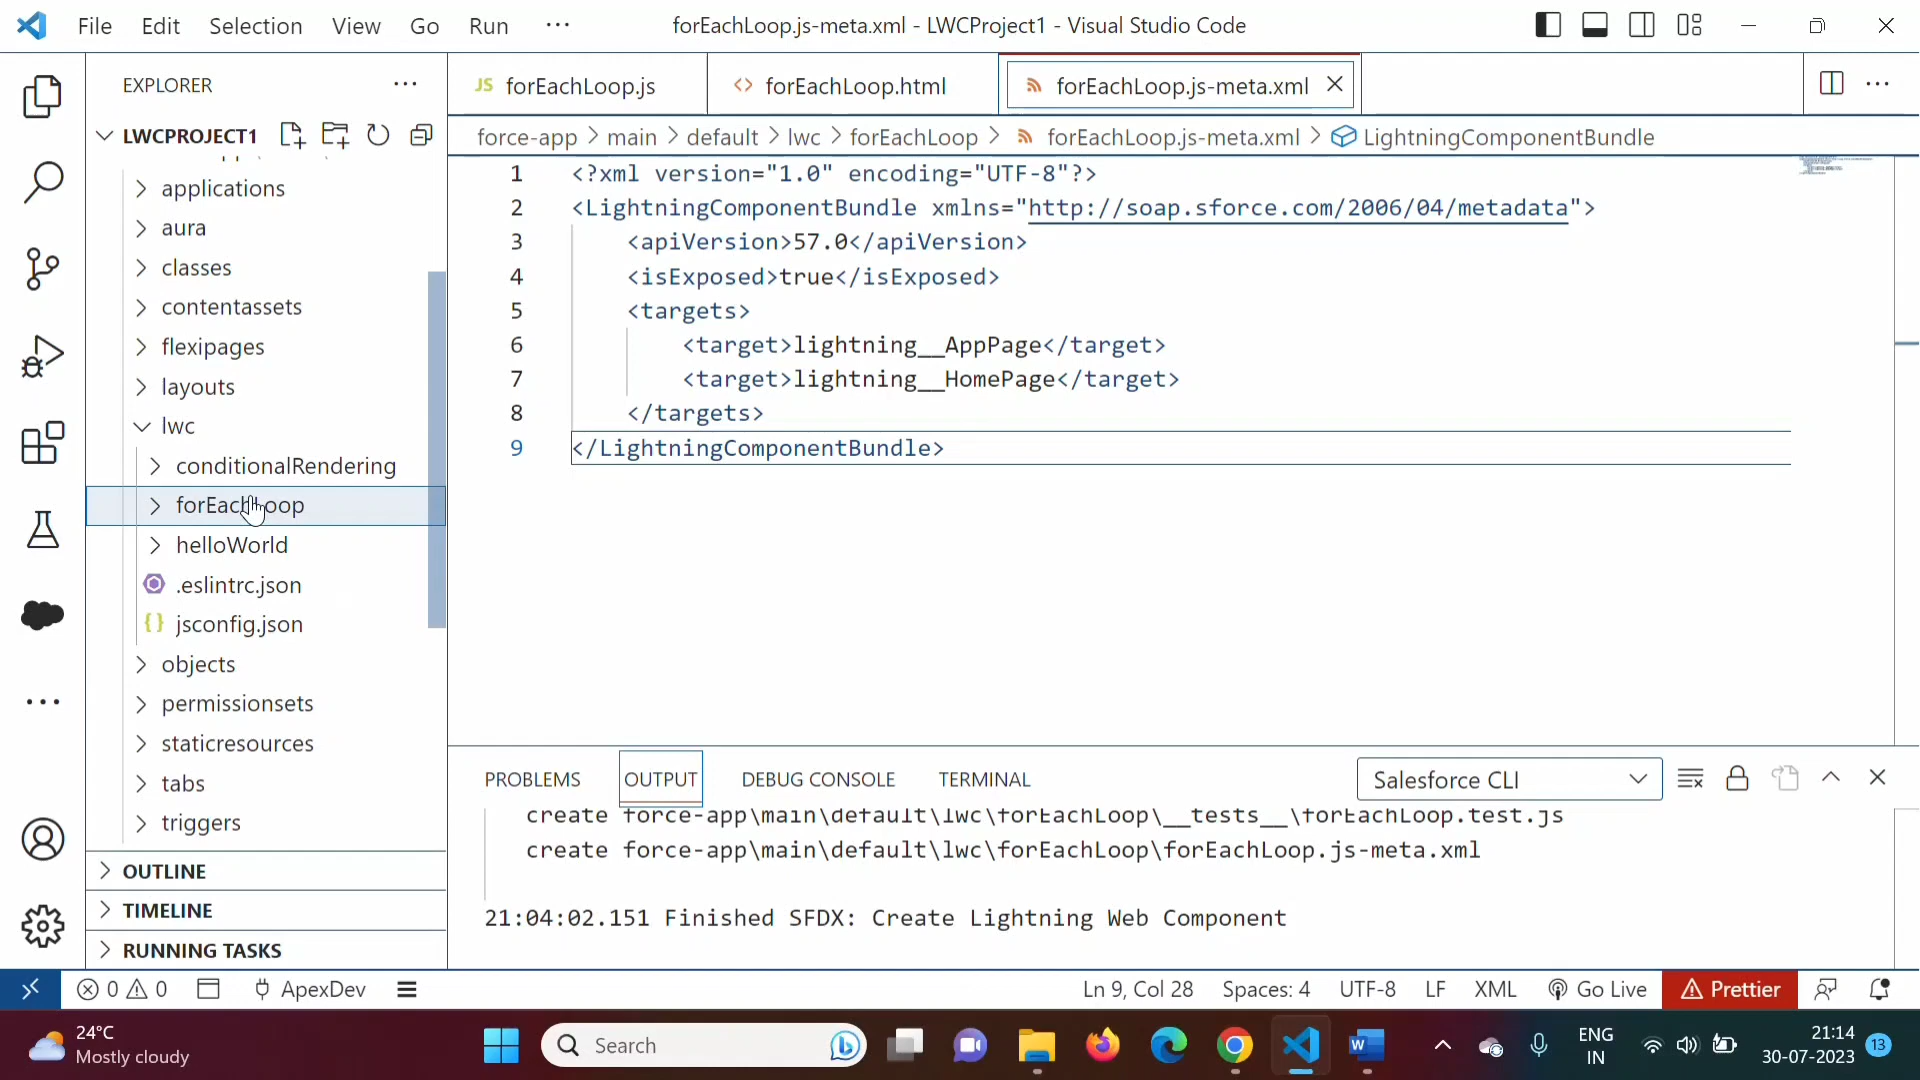 File Edit Selection View Go Run ··· forEachLoop.js-meta.xml - LWCProject1 - Visual Studio Code
EXPLORER ···
LWCPROJECT1
applications
aura
classes
contentassets
flexipages
layouts
lwc
conditionalRendering
forEachLoop
helloWorld
.eslintrc.json
{} jsconfig.json
objects
permissionsets
staticresources
tabs
triggers
OUTLINE
TIMELINE
RUNNING TASKS
JS forEachLoop.js <> forEachLoop.html forEachLoop.js-meta.xml
force-app > main > default > lwc > forEachLoop > forEachLoop.js-meta.xml > LightningComponentBundle
1 <?xml version="1.0" encoding="UTF-8"?>
2 <LightningComponentBundle xmlns="http://soap.sforce.com/2006/04/metadata">
3 <apiVersion>57.0</apiVersion>
4 <isExposed>true</isExposed>
5 <targets>
6 <target>lightning__AppPage</target>
7 <target>lightning__HomePage</target>
8 </targets>
9 </LightningComponentBundle>
PROBLEMS OUTPUT DEBUG CONSOLE TERMINAL Salesforce CLI
create force-app\main\default\lwc\forEachLoop\__tests__\forEachLoop.test.js
create force-app\main\default\lwc\forEachLoop\forEachLoop.js-meta.xml
21:04:02.151 Finished SFDX: Create Lightning Web Component
0 0 ApexDev Ln 9, Col 28 Spaces: 4 UTF-8 LF XML Go Live Prettier
24°C
Mostly cloudy
Search
ENG
IN
21:14
30-07-2023
13